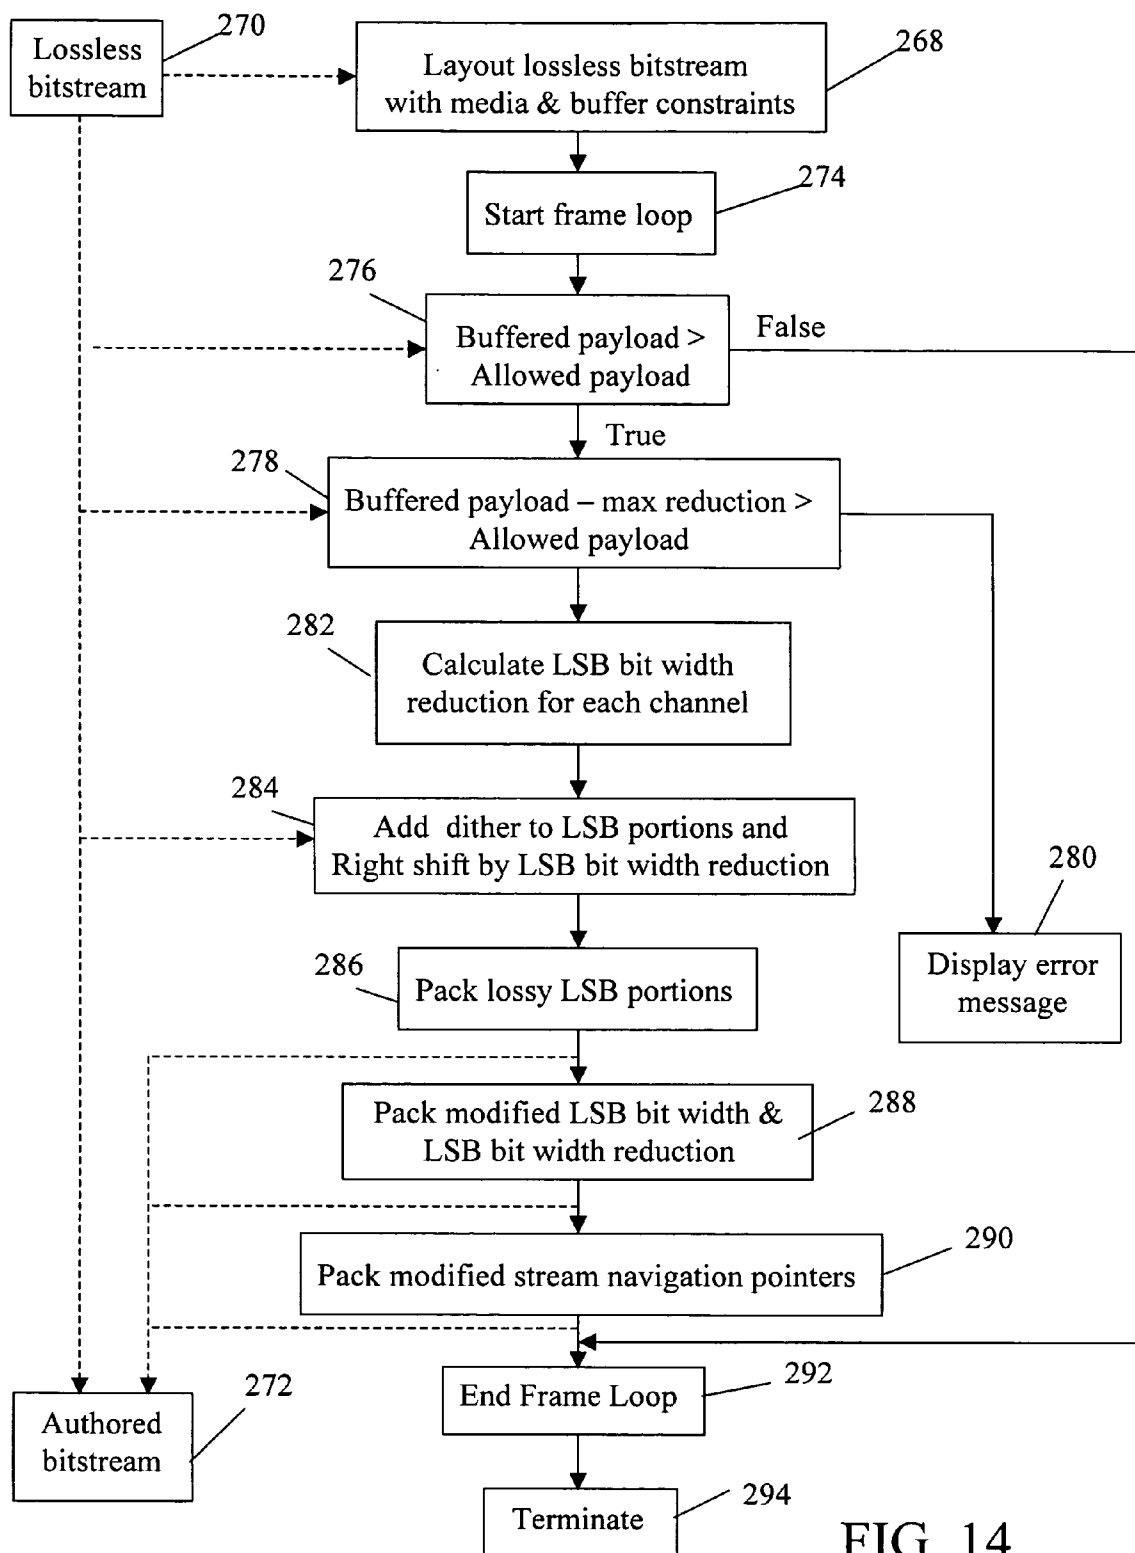 270
Lossless
bitstream
268
Layout lossless bitstream
with media & buffer constraints
274
Start frame loop
276
Buffered payload >
Allowed payload
False
True
278
Buffered payload – max reduction >
Allowed payload
282
Calculate LSB bit width
reduction for each channel
284
Add dither to LSB portions and
Right shift by LSB bit width reduction
280
Display error
message
286
Pack lossy LSB portions
288
Pack modified LSB bit width &
LSB bit width reduction
290
Pack modified stream navigation pointers
292
End Frame Loop
272
Authored
bitstream
294
Terminate
FIG. 14